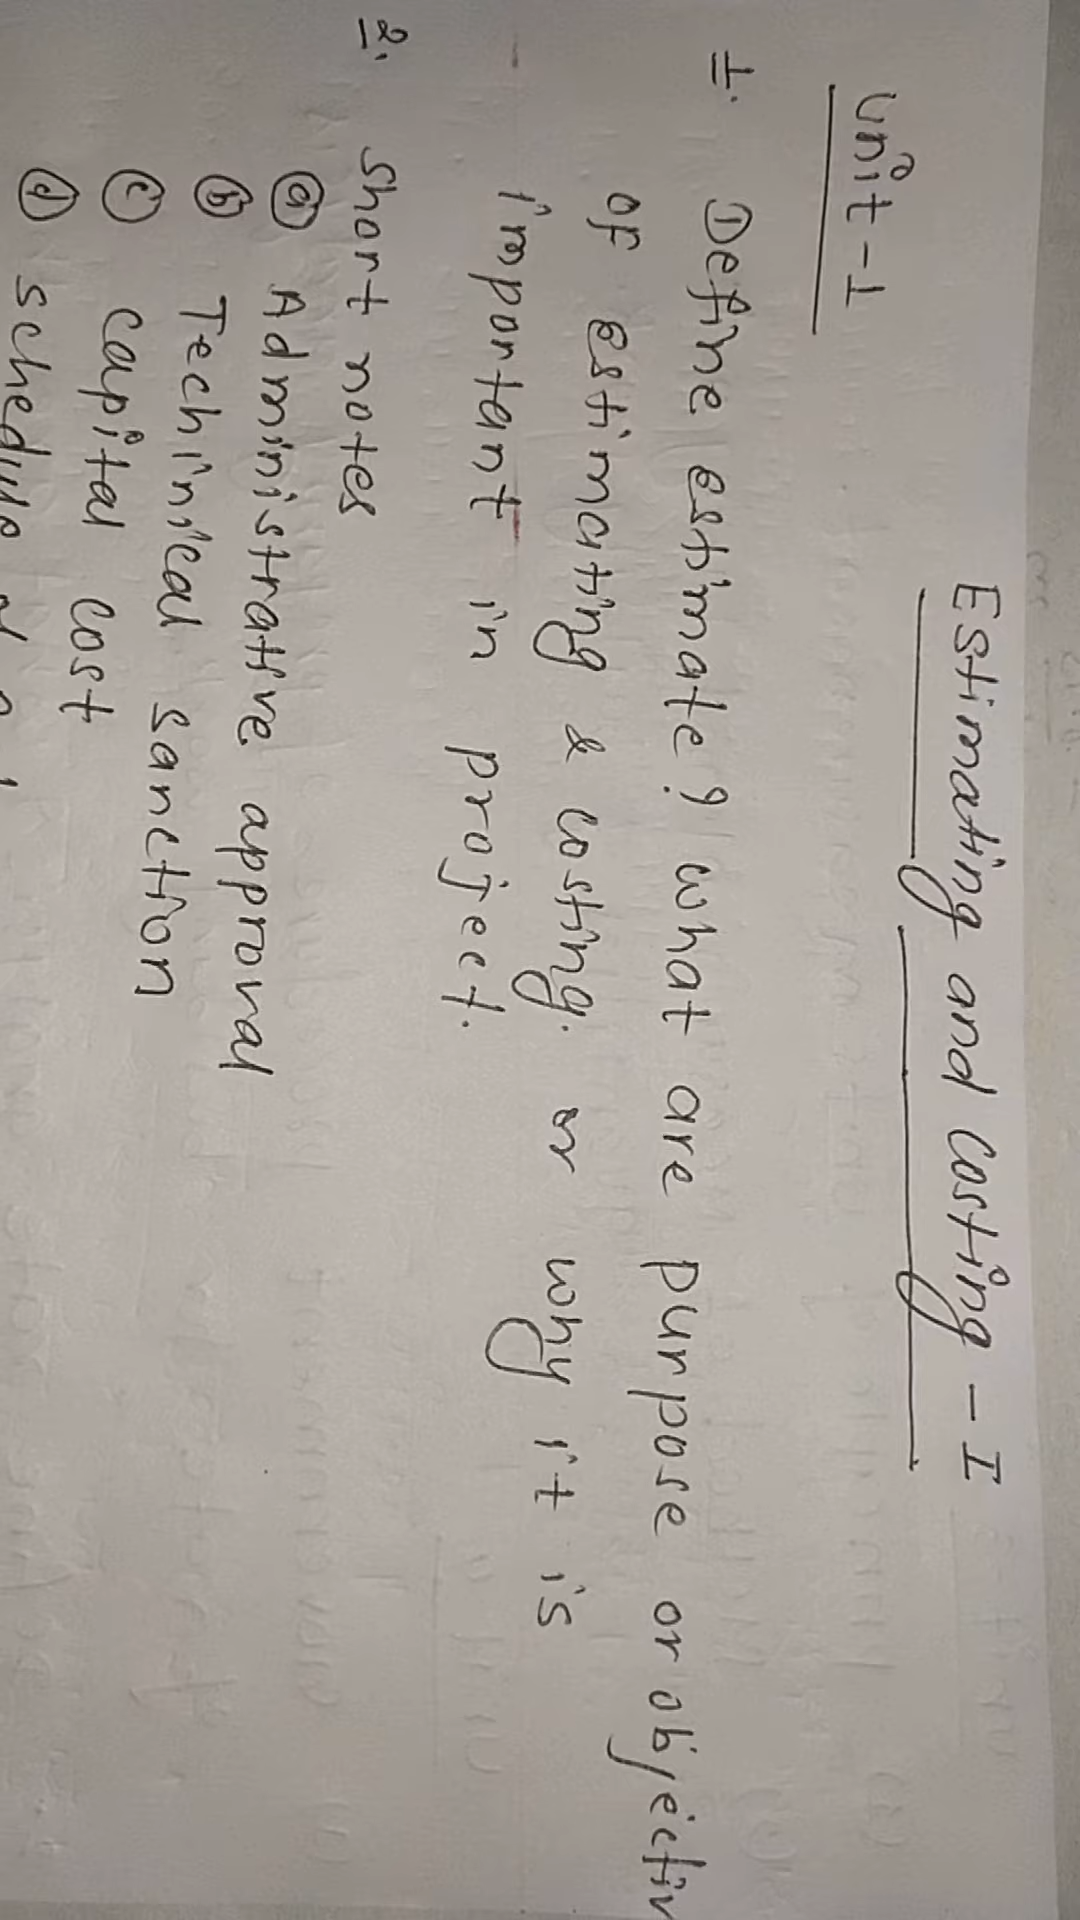 Estimating and Costing - I
Unit - I
1. Define estimate? what are purpose or objectiv
of estimating & costing. or why it is
important in project.
2. short notes
(a) Administrative approval
(b) Techinical sanction
(c) Capital cost
(d) schedule